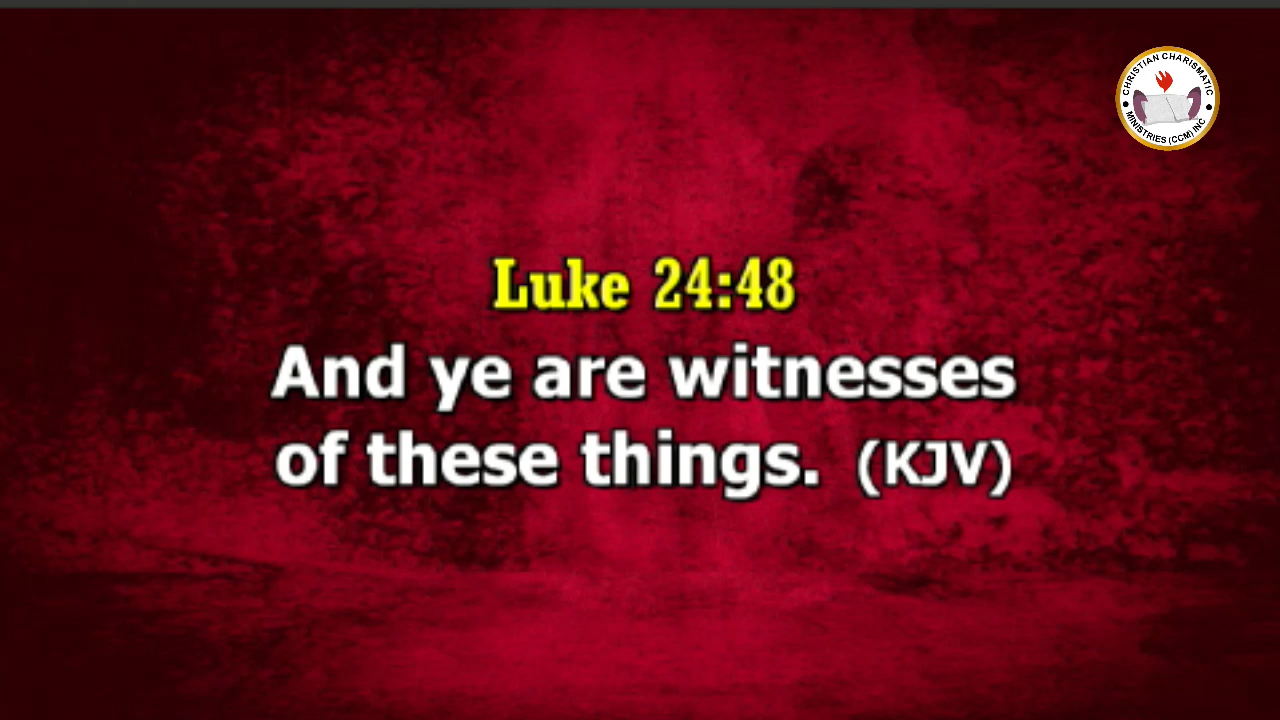 CHRISTIAN CHARISMATIC
MINISTRIES (CCM) INC
Luke 24:48
And ye are witnesses
of these things. (KJV)